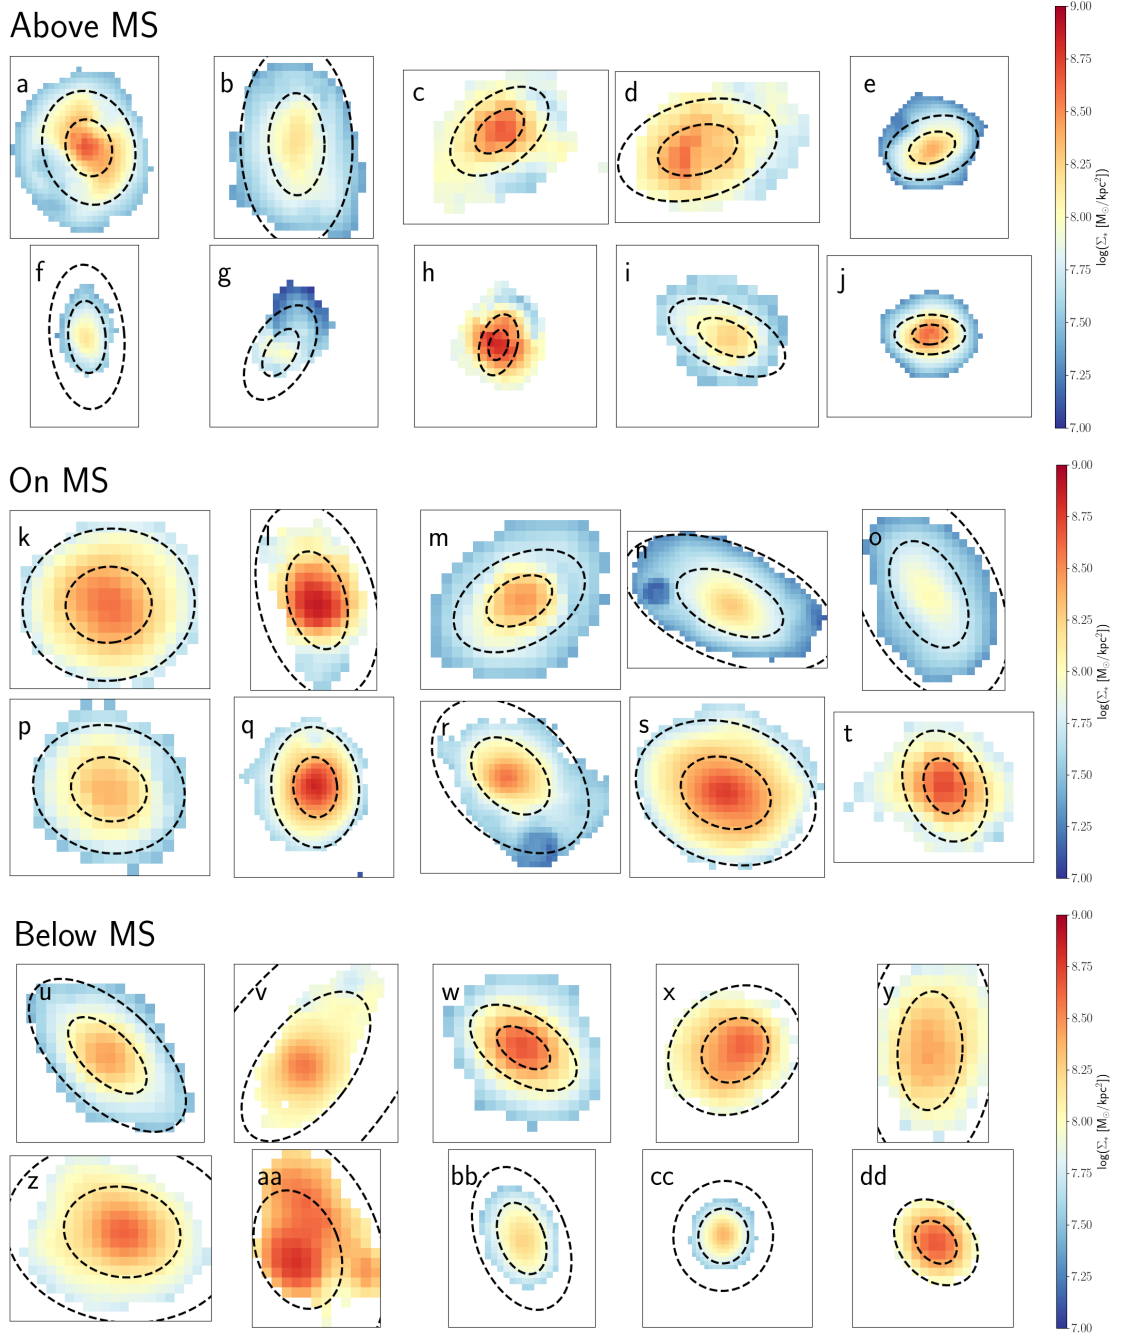 Above MS
a b c d e
f g h i j
9.00
8.75
8.50
8.25
8.00
7.75
7.50
7.25
7.00
log(Σ⋆ [M⊙/kpc²])
On MS
k l m n o
p q r s t
9.00
8.75
8.50
8.25
8.00
7.75
7.50
7.25
7.00
log(Σ⋆ [M⊙/kpc²])
Below MS
u v w x y
z aa bb cc dd
9.00
8.75
8.50
8.25
8.00
7.75
7.50
7.25
7.00
log(Σ⋆ [M⊙/kpc²])